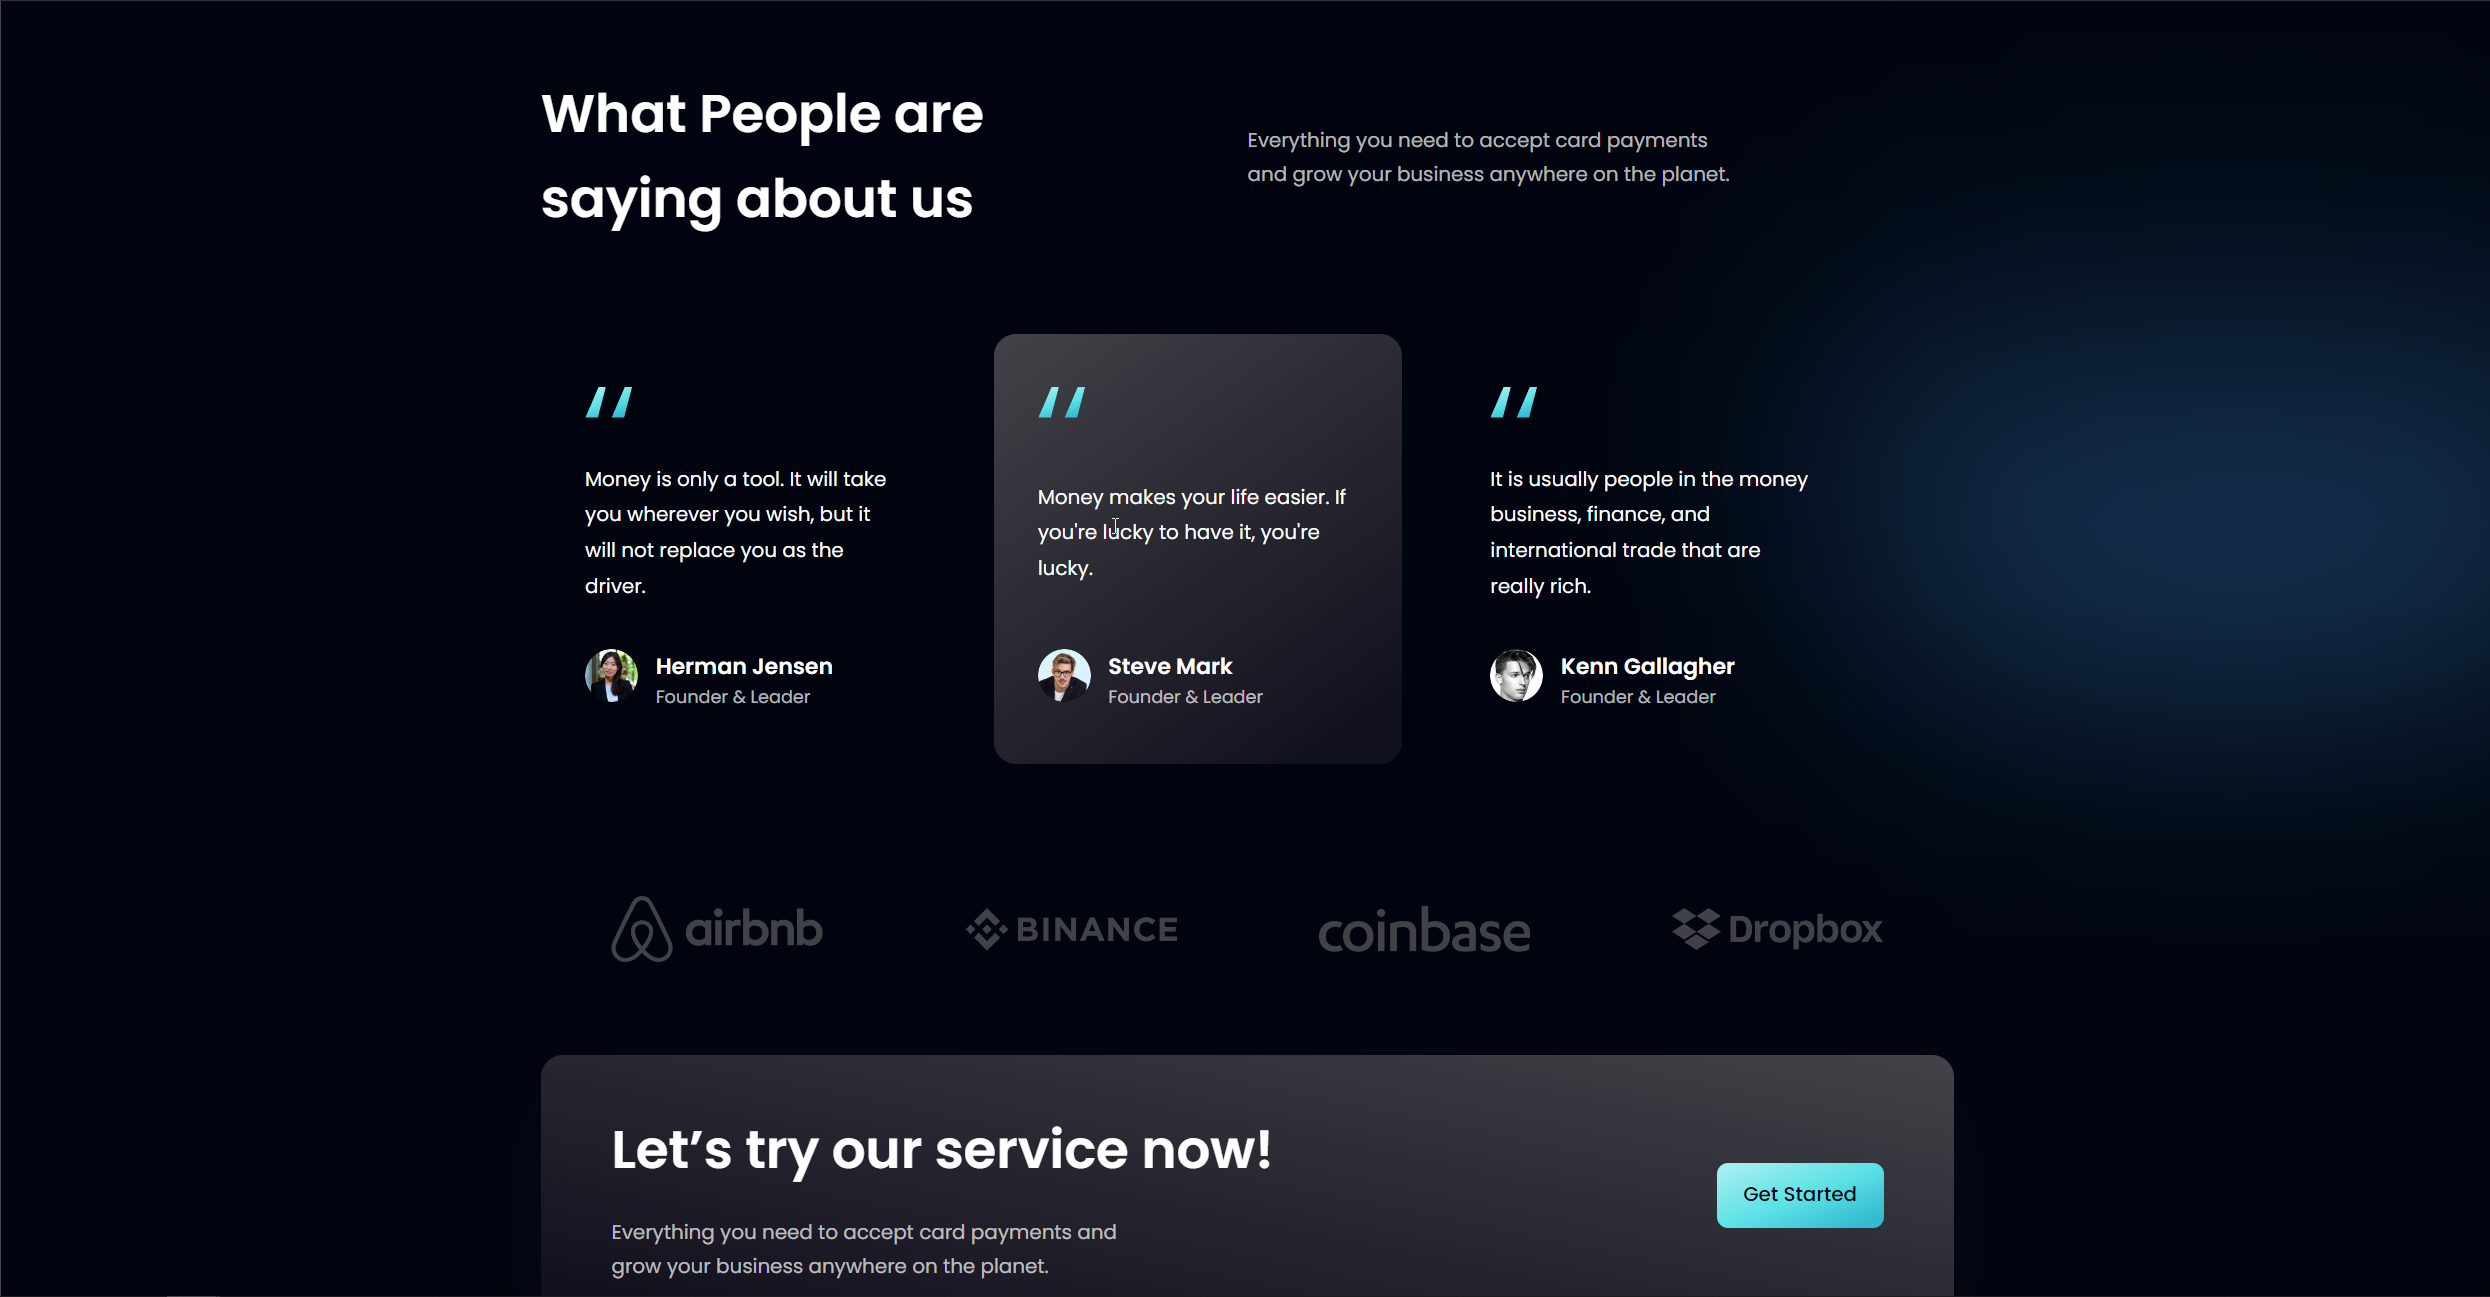 What People are
saying about us
Everything you need to accept card payments
and grow your business anywhere on the planet.
Money is only a tool. It will take
you wherever you wish, but it
will not replace you as the
driver.
Herman Jensen
Founder & Leader
Money makes your life easier. If
you're lucky to have it, you're
lucky.
Steve Mark
Founder & Leader
It is usually people in the money
business, finance, and
international trade that are
really rich.
Kenn Gallagher
Founder & Leader
airbnb
BINANCE
coinbase
Dropbox
Let’s try our service now!
Everything you need to accept card payments and
grow your business anywhere on the planet.
Get Started